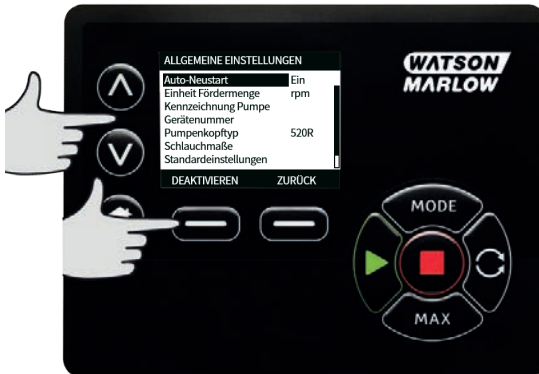 ALLGEMEINE EINSTELLUNGEN
Auto-Neustart Ein
Einheit Fördermenge rpm
Kennzeichnung Pumpe
Gerätenummer
Pumpenkopftyp 520R
Schlauchmaße
Standardeinstellungen
DEAKTIVIEREN ZURÜCK
WATSON
MARLOW
MODE
MAX